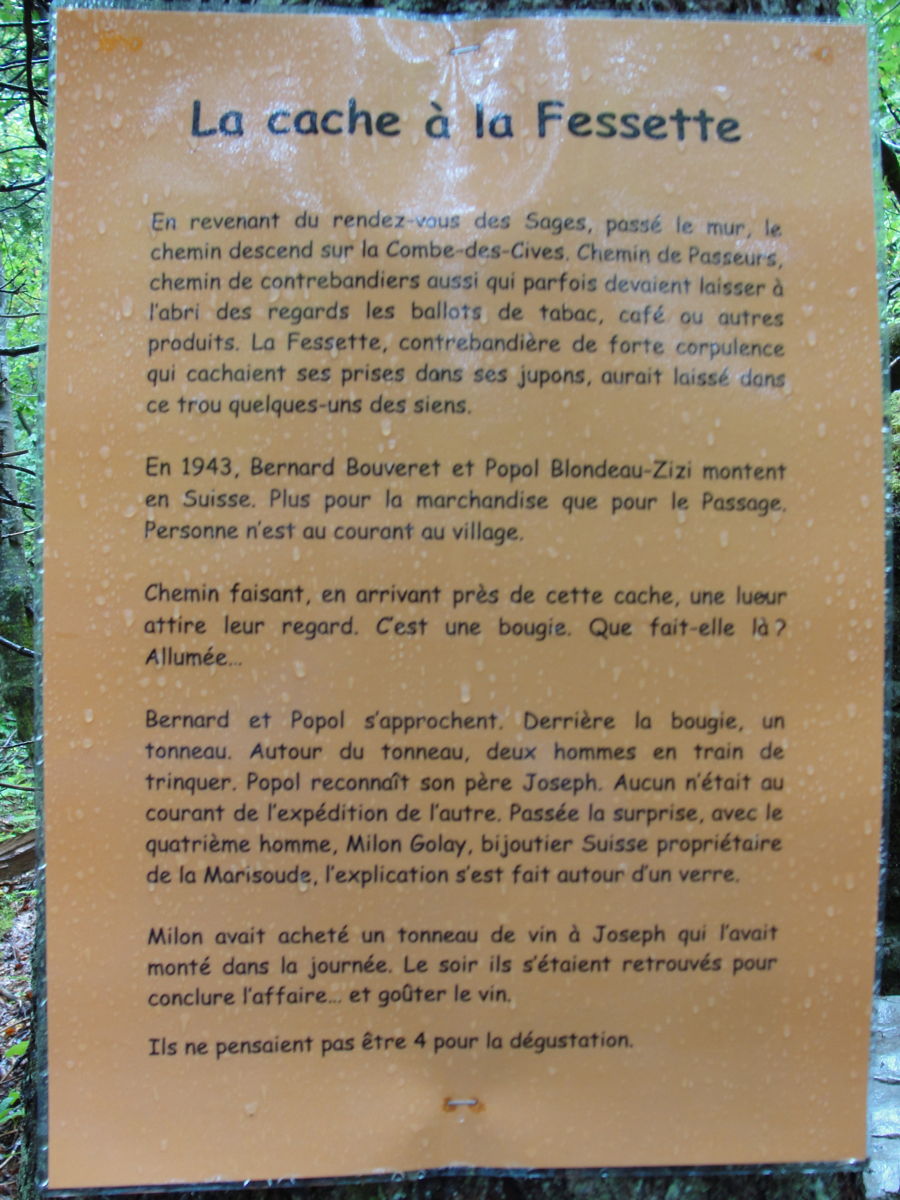 La cache à la Fessette
En revenant du rendez-vous des Sages, passé le mur, le
chemin descend sur la Combe-des-Cives. Chemin de Passeurs,
chemin de contrebandiers aussi qui parfois devaient laisser à
l'abri des regards les ballots de tabac, café ou autres
produits. La Fessette, contrebandière de forte corpulence
qui cachaient ses prises dans ses jupons, aurait laissé dans
ce trou quelques-uns des siens.
En 1943, Bernard Bouveret et Popol Blondeau-Zizi montent
en Suisse. Plus pour la marchandise que pour le Passage.
Personne n'est au courant au village.
Chemin faisant, en arrivant près de cette cache, une lueur
attire leur regard. C'est une bougie. Que fait-elle là ?
Allumée...
Bernard et Popol s'approchent. Derrière la bougie, un
tonneau. Autour du tonneau, deux hommes en train de
trinquer. Popol reconnaît son père Joseph. Aucun n'était au
courant de l'expédition de l'autre. Passée la surprise, avec le
quatrième homme, Milon Golay, bijoutier Suisse propriétaire
de la Marisoude, l'explication s'est fait autour d'un verre.
Milon avait acheté un tonneau de vin à Joseph qui l'avait
monté dans la journée. Le soir ils s'étaient retrouvés pour
conclure l'affaire... et goûter le vin.
Ils ne pensaient pas être 4 pour la dégustation.